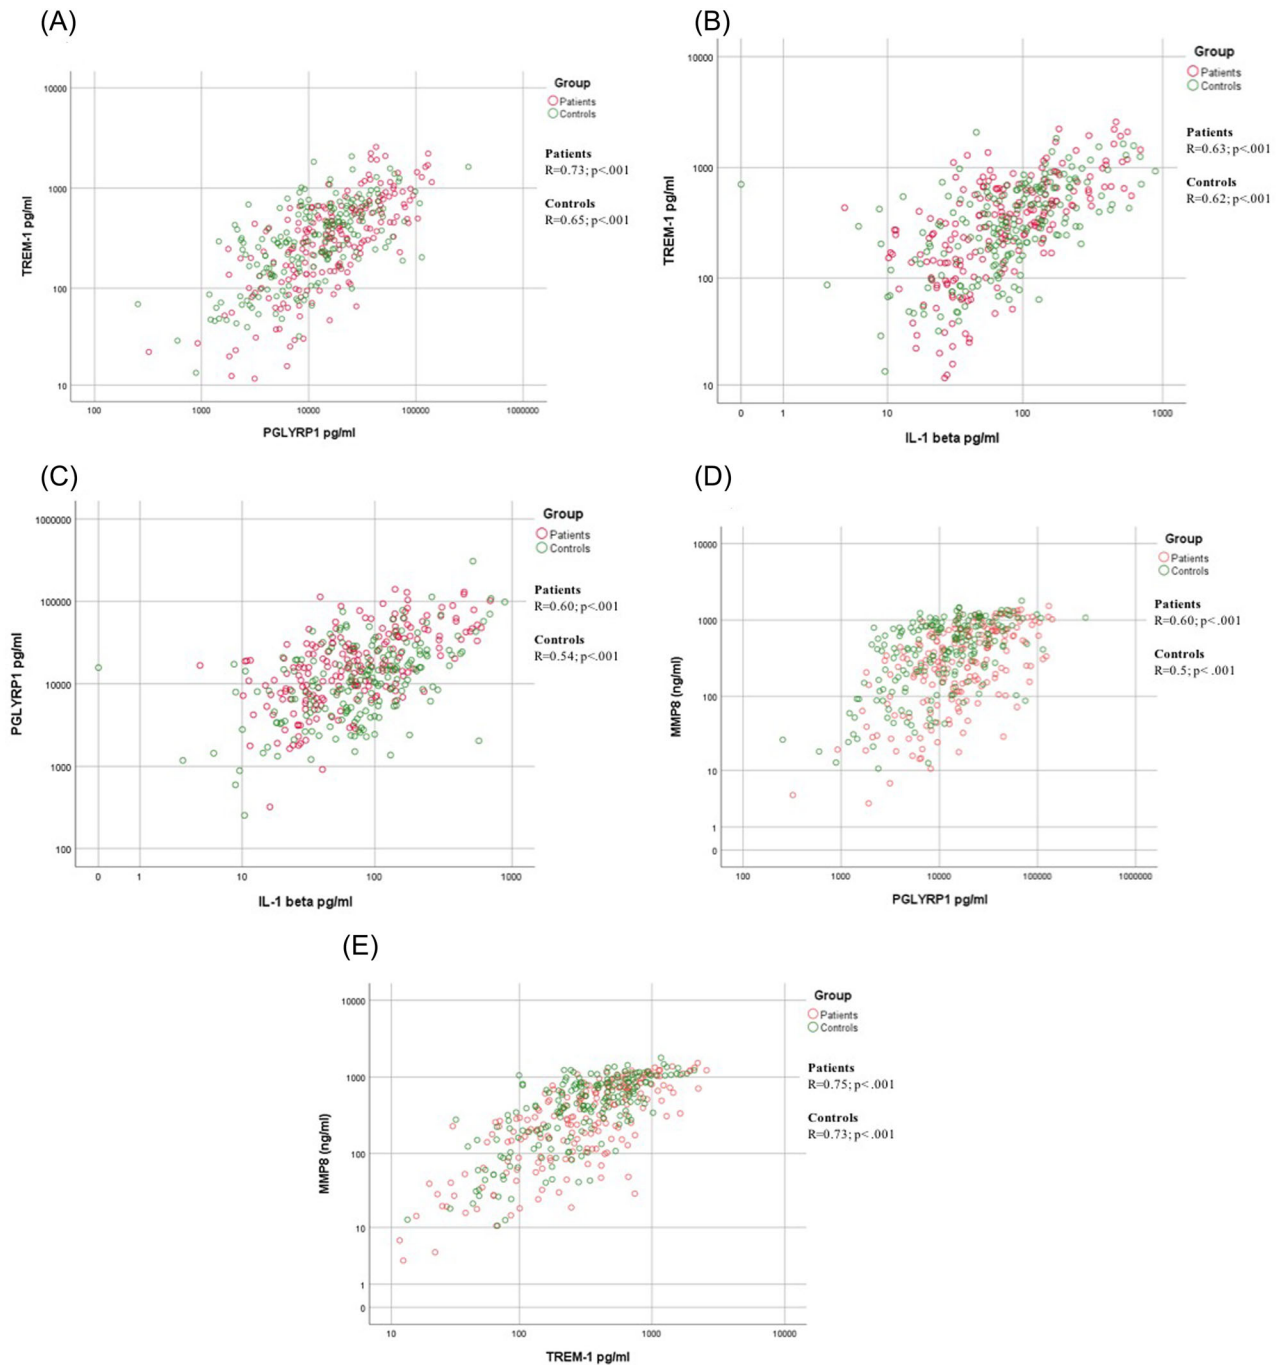 (A)
Group
Patients
Controls
Patients
R=0.73; p<.001
Controls
R=0.65; p<.001
TREM-1 pg/ml
10000
1000
100
10
100 1000 10000 100000 1000000
PGLYRP1 pg/ml
(B)
Group
Patients
Controls
Patients
R=0.63; p<.001
Controls
R=0.62; p<.001
TREM-1 pg/ml
10000
1000
100
10
0 1 10 100 1000
IL-1 beta pg/ml
(C)
Group
Patients
Controls
Patients
R=0.60; p<.001
Controls
R=0.54; p<.001
PGLYRP1 pg/ml
1000000
100000
10000
1000
100
0 1 10 100 1000
IL-1 beta pg/ml
(D)
Group
Patients
Controls
Patients
R=0.60; p<.001
Controls
R=0.5; p< .001
MMP8 (ng/ml)
10000
1000
100
10
1
0
100 1000 10000 100000 1000000
PGLYRP1 pg/ml
(E)
Group
Patients
Controls
Patients
R=0.75; p<.001
Controls
R=0.73; p<.001
MMP8 (ng/ml)
10000
1000
100
10
1
0
10 100 1000 10000
TREM-1 pg/ml